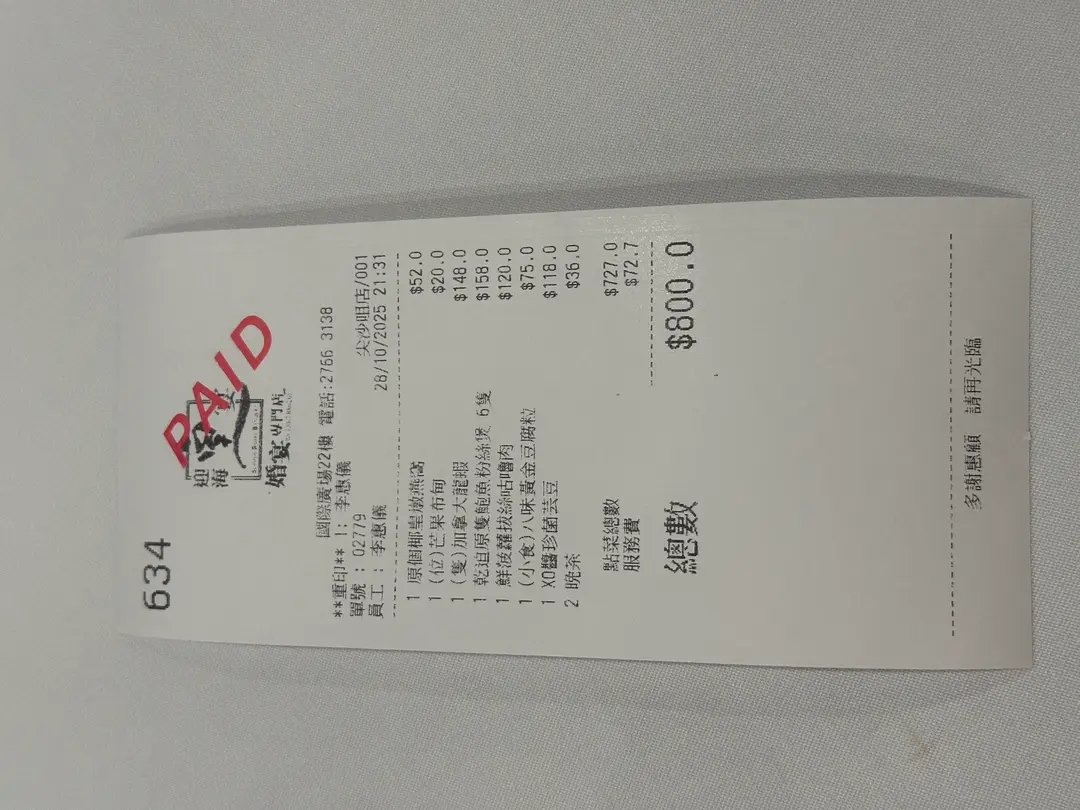 634
PAID
迎海
宴
婚宴專門店
國際廣場22樓 電話:2766 3138
**重印** 1: 李惠儀
單號 : 02779 尖沙咀店/001
員工 : 李惠儀 28/10/2025 21:31
1 原個椰皇燉燕窩 $52.0
1 (位)芒果布甸 $20.0
1 (隻)加拿大龍蝦 $148.0
1 乾迫原隻鮑魚粉絲煲 6隻 $158.0
1 鮮菠蘿拔絲咕嚕肉 $120.0
1 (小食)八味黃金豆腐粒 $75.0
1 XO醬珍菌芸豆 $118.0
2 晚茶 $36.0
點菜總數 $727.0
服務費 $72.7
總數 $800.0
多謝惠顧 請再光臨